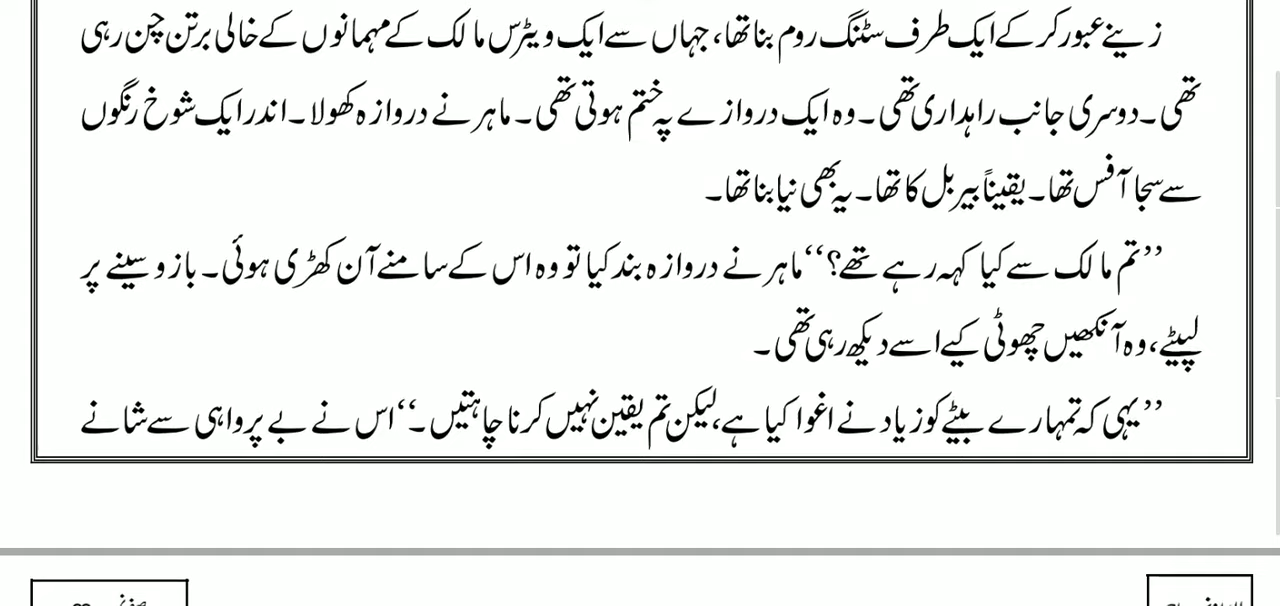 زینے عبور کر کے ایک طرف سٹنگ روم بنا تھا، جہاں سے ایک ویٹرس مالک کے مہمانوں کے خالی برتن چن رہی
تھی۔ دوسری جانب راہداری تھی۔ وہ ایک دروازے پہ ختم ہوتی تھی۔ ماہر نے دروازہ کھولا۔ اندر ایک شوخ رنگوں
سے سجا آفس تھا۔ یقیناً بیربل کا تھا۔ یہ بھی نیا بنا تھا۔
’’تم مالک سے کیا کہہ رہے تھے؟‘‘ ماہر نے دروازہ بند کیا تو وہ اس کے سامنے آن کھڑی ہوئی۔ بازو سینے پر
لپیٹے، وہ آنکھیں چھوٹی کیے اسے دیکھ رہی تھی۔
’’یہی کہ تمہارے بیٹے کو زیاد نے اغوا کیا ہے، لیکن تم یقین نہیں کرنا چاہتیں۔‘‘ اس نے بے پرواہی سے شانے